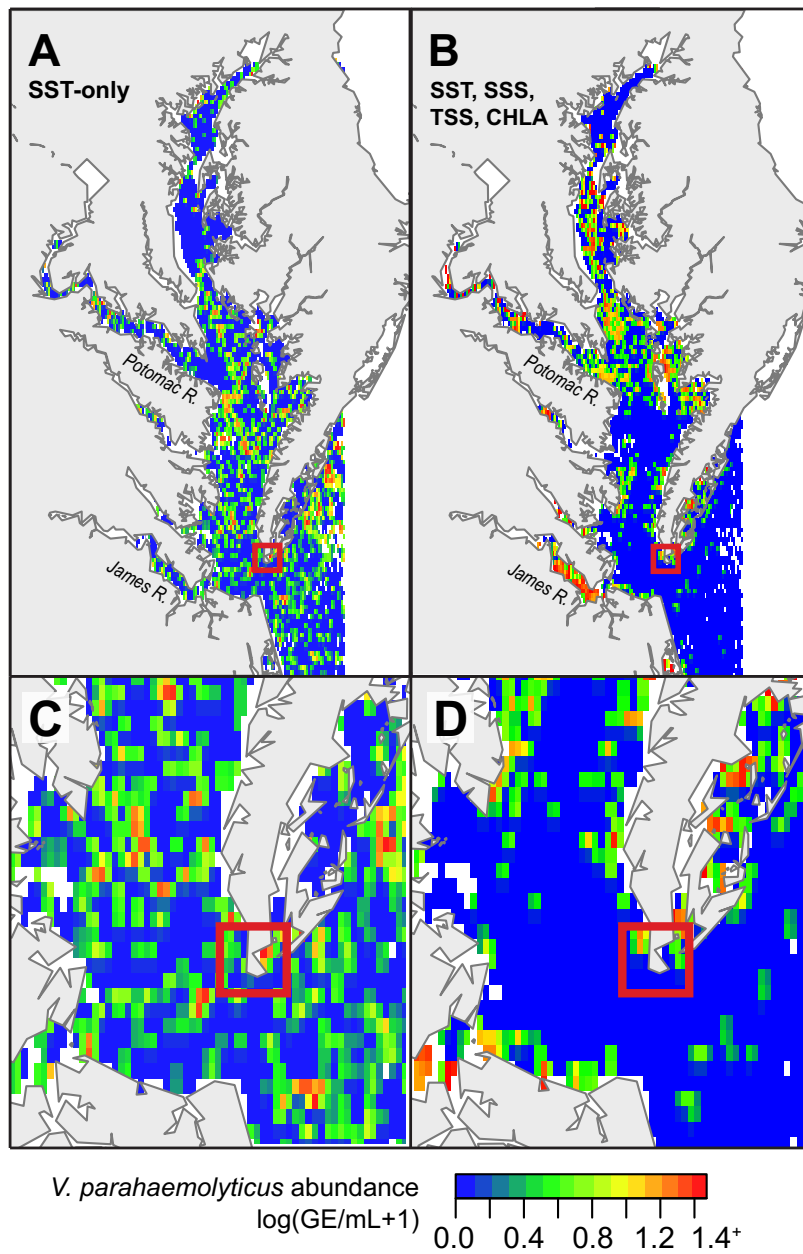 A
SST-only
Potomac R.
James R.
B
SST, SSS,
TSS, CHLA
Potomac R.
James R.
C
D
V. parahaemolyticus abundance
log(GE/mL+1)
0.0 0.4 0.8 1.2 1.4+